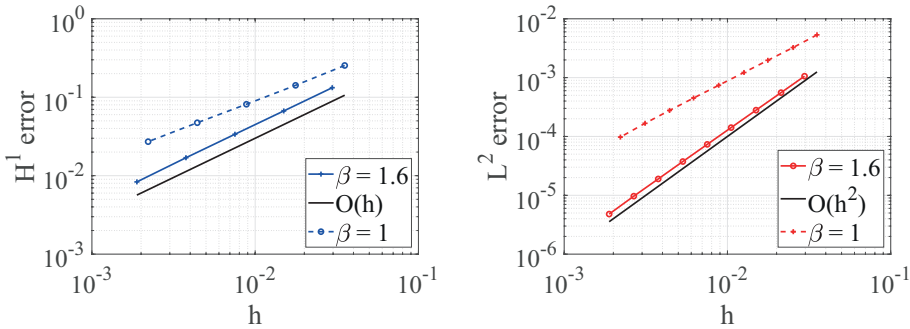 10^0
10^-1
10^-2
10^-3
H^1 error
10^-3
10^-2
10^-1
h
β = 1.6
O(h)
β = 1
10^-2
10^-3
10^-4
10^-5
10^-6
L^2 error
10^-3
10^-2
10^-1
h
β = 1.6
O(h^2)
β = 1